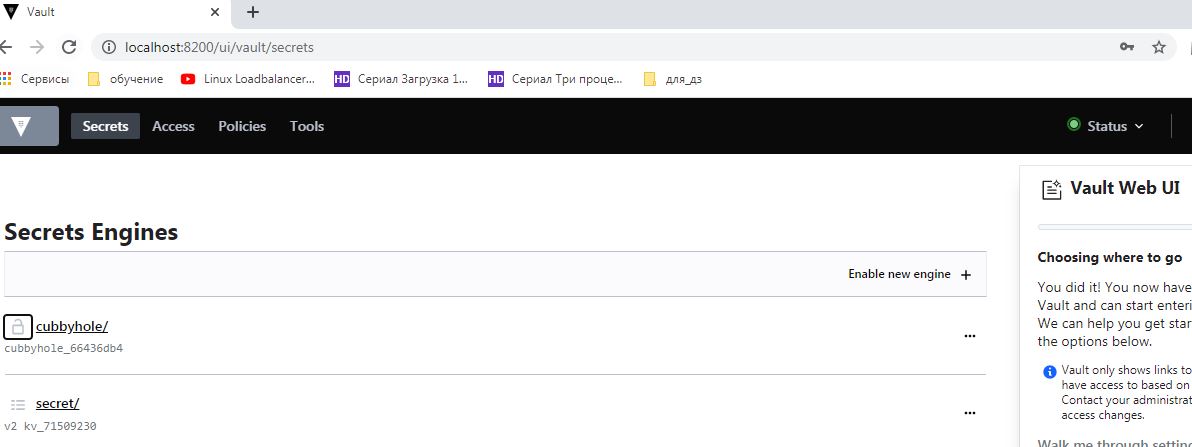 Vault
localhost:8200/ui/vault/secrets
Сервисы обучение Linux Loadbalancer... HD Сериал Загрузка 1... HD Сериал Три проце... для_дз
Secrets Access Policies Tools Status
Vault Web UI
Secrets Engines
Choosing where to go
Enable new engine
You did it! You now have
Vault and can start enteri
We can help you get star
the options below.
cubbyhole/
cubbyhole_66436db4
Vault only shows links to
have access to based on
Contact your administrat
access changes.
secret/
v2 kv_71509230
Walk me through setting